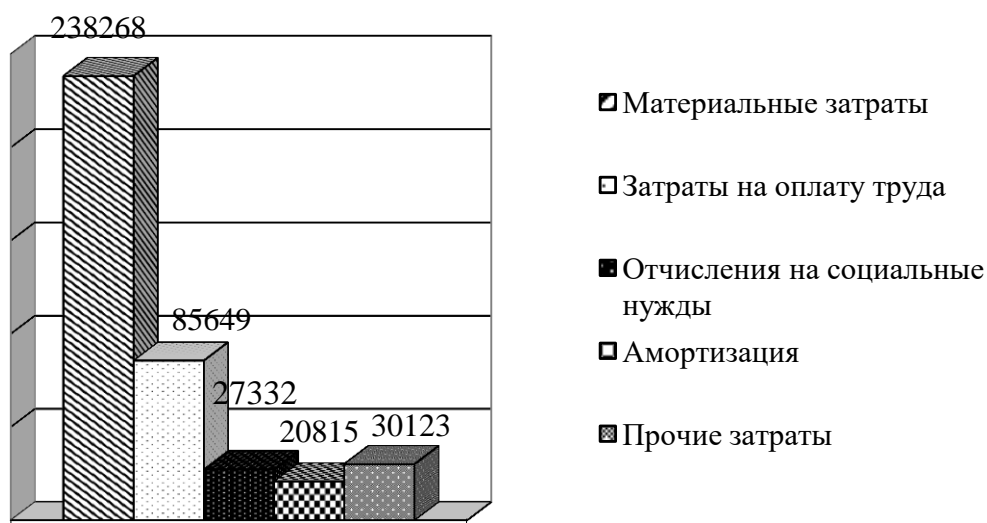 238268
85649
27332
20815
30123
Материальные затраты
Затраты на оплату труда
Отчисления на социальные
нужды
Амортизация
Прочие затраты